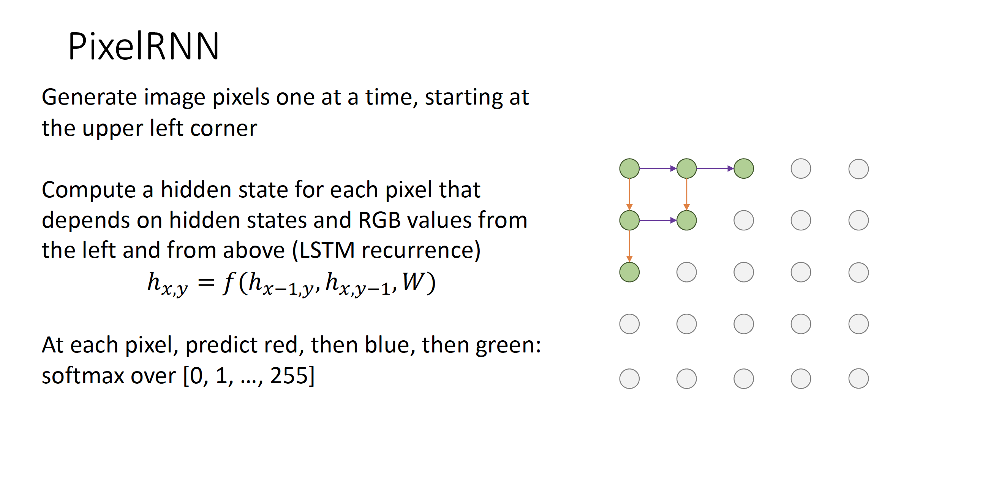 PixelRNN
Generate image pixels one at a time, starting at
the upper left corner
Compute a hidden state for each pixel that
depends on hidden states and RGB values from
the left and from above (LSTM recurrence)
$h_{x,y} = f(h_{x-1,y}, h_{x,y-1}, W)$
At each pixel, predict red, then blue, then green:
softmax over [0, 1, …, 255]